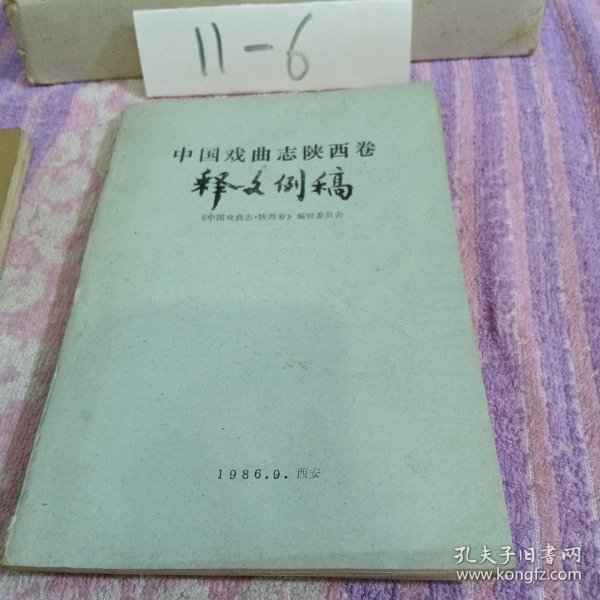 11-6
中国戏曲志陕西卷
释文例稿
《中国戏曲志·陕西卷》编辑委员会
1986.9.西安
孔夫子旧书网
www.kongfz.com